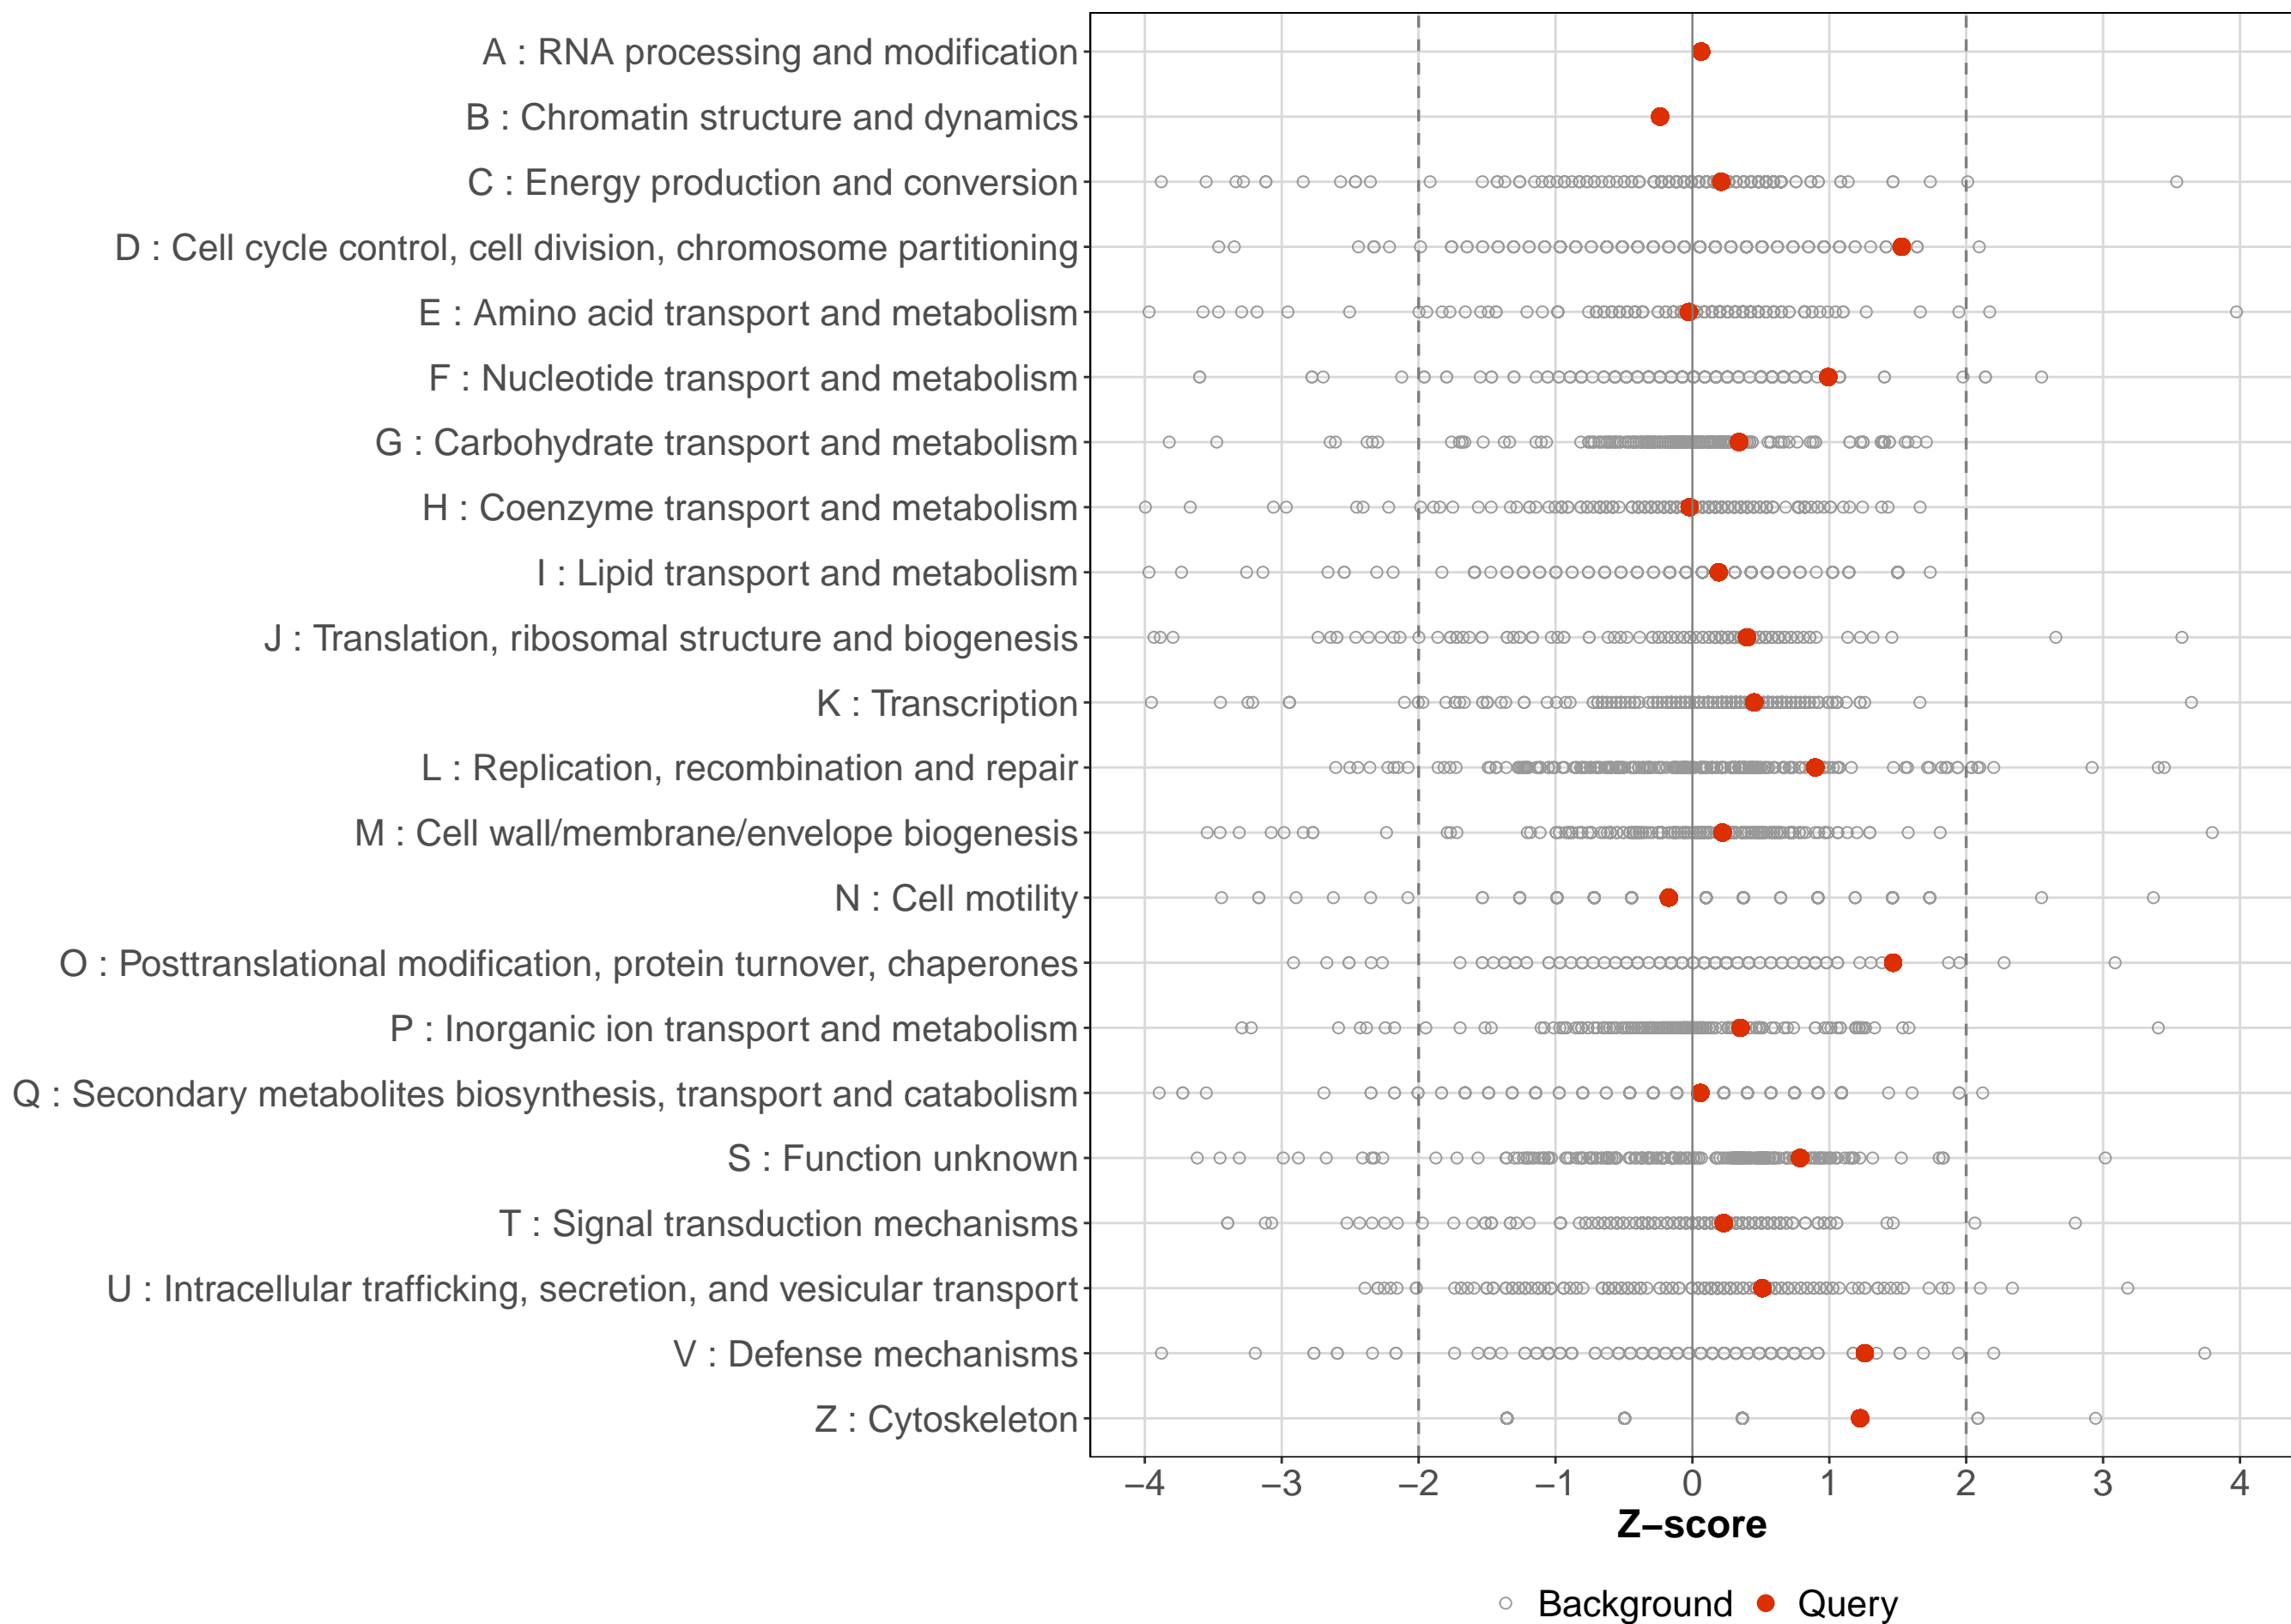 A : RNA processing and modification
B : Chromatin structure and dynamics
C : Energy production and conversion
D : Cell cycle control, cell division, chromosome partitioning
E : Amino acid transport and metabolism
F : Nucleotide transport and metabolism
G : Carbohydrate transport and metabolism
H : Coenzyme transport and metabolism
I : Lipid transport and metabolism
J : Translation, ribosomal structure and biogenesis
K : Transcription
L : Replication, recombination and repair
M : Cell wall/membrane/envelope biogenesis
N : Cell motility
O : Posttranslational modification, protein turnover, chaperones
P : Inorganic ion transport and metabolism
Q : Secondary metabolites biosynthesis, transport and catabolism
S : Function unknown
T : Signal transduction mechanisms
U : Intracellular trafficking, secretion, and vesicular transport
V : Defense mechanisms
Z : Cytoskeleton
−4 −3 −2 −1 0 1 2 3 4
Z−score
Background Query